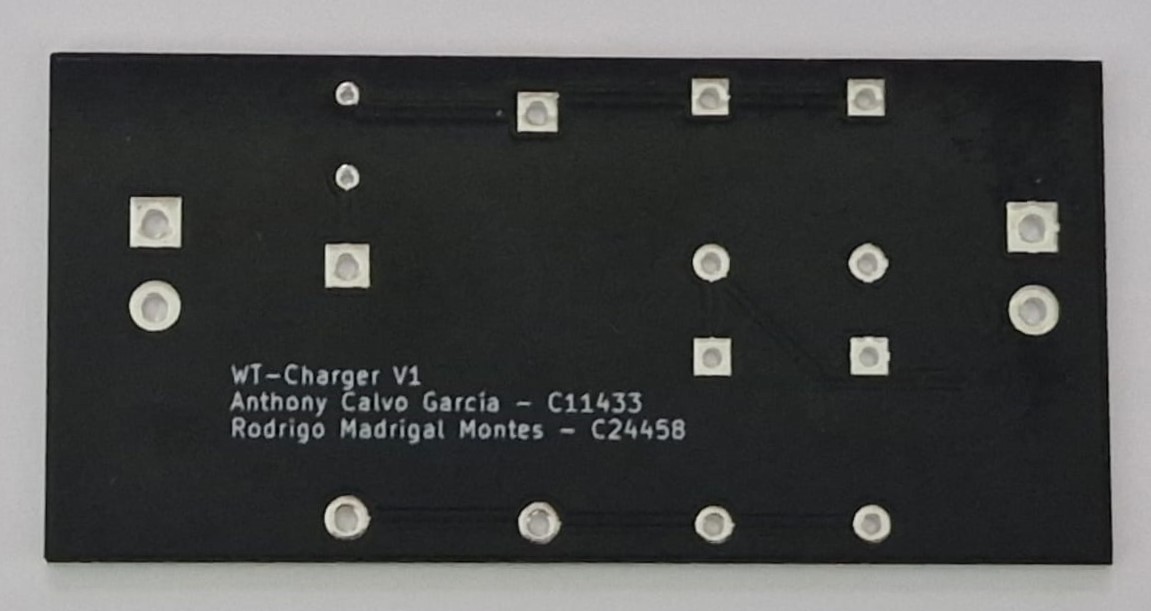 WT-Charger V1
Anthony Calvo García - C11433
Rodrigo Madrigal Montes - C24458